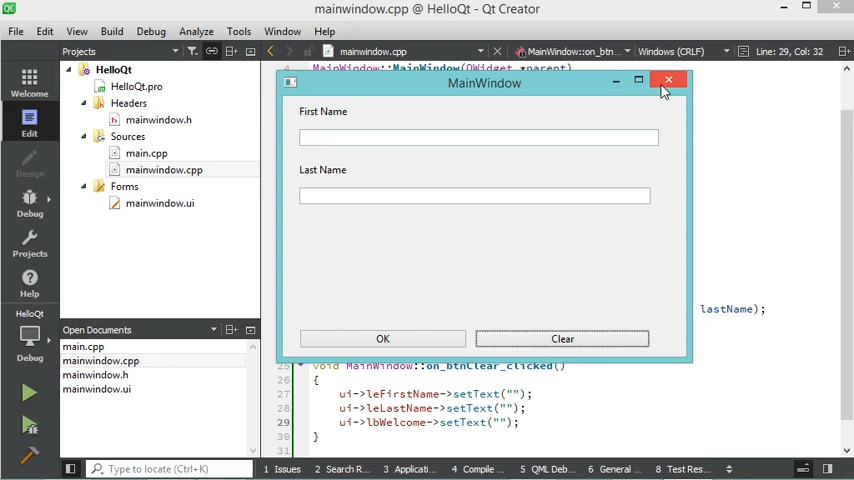 mainwindow.cpp @ HelloQt - Qt Creator
File Edit View Build Debug Analyze Tools Window Help
Projects mainwindow.cpp MainWindow::on_btn... Windows (CRLF) Line: 29, Col: 32
Welcome
Edit
Design
Debug
Projects
Help
HelloQt
Debug
HelloQt
HelloQt.pro
Headers
mainwindow.h
Sources
main.cpp
mainwindow.cpp
Forms
mainwindow.ui
Open Documents
main.cpp
mainwindow.cpp
mainwindow.h
mainwindow.ui
4 MainWindow::MainWindow(QWidget *parent)
MainWindow
First Name
Last Name
OK Clear
lastName);
25 void MainWindow::on_btnClear_clicked()
26 {
27 ui->leFirstName->setText("");
28 ui->leLastName->setText("");
29 ui->lbWelcome->setText("");
30 }
31
Type to locate (Ctrl+K) 1 Issues 2 Search R... 3 Applicati... 4 Compile ... 5 QML Deb... 6 General ... 8 Test Res...